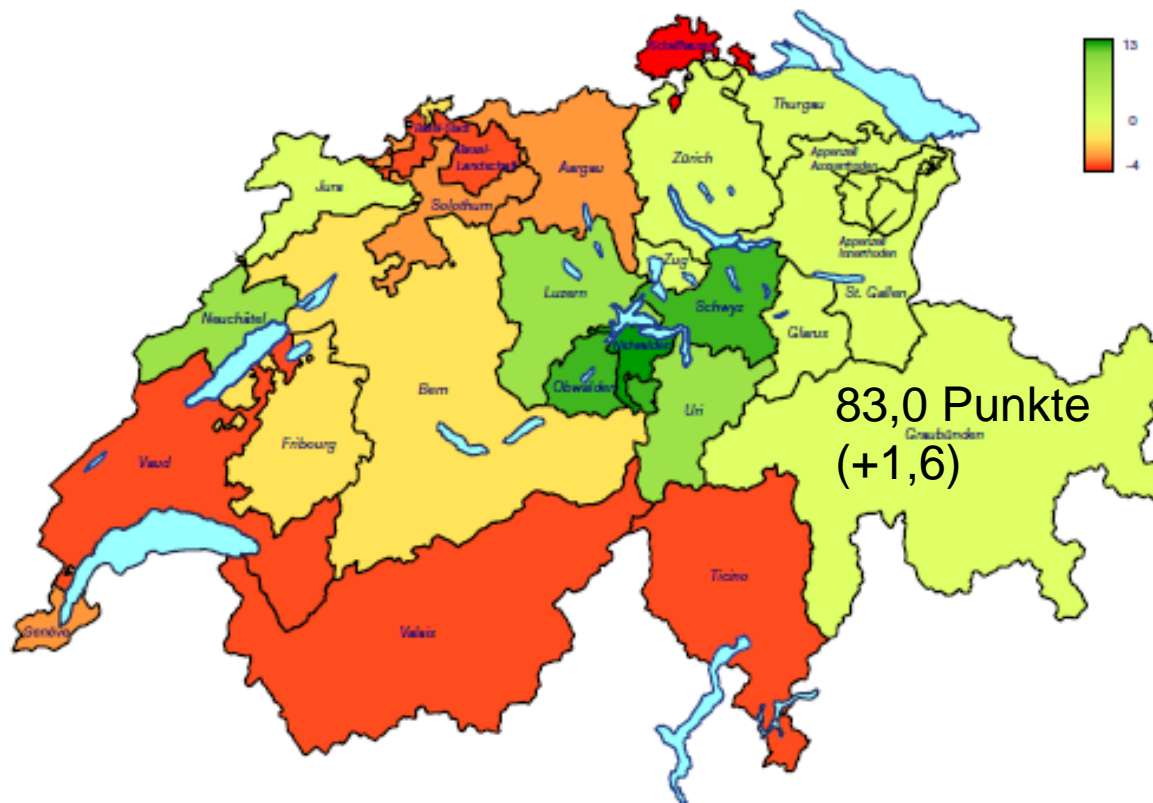 Schaffhausen
13
Thurgau
0
-4
Basel-Stadt
Basel-
Landschaft
Aargau
Zürich
Appenzell
Ausserrhoden
Jura
Solothurn
Appenzell
Innerrhoden
Zug
Luzern
Schwyz
St. Gallen
Neuchâtel
Glarus
Nidwalden
Obwalden
Bern
Uri
83,0 Punkte
Graubünden
(+1,6)
Fribourg
Vaud
Ticino
Valais
Genève